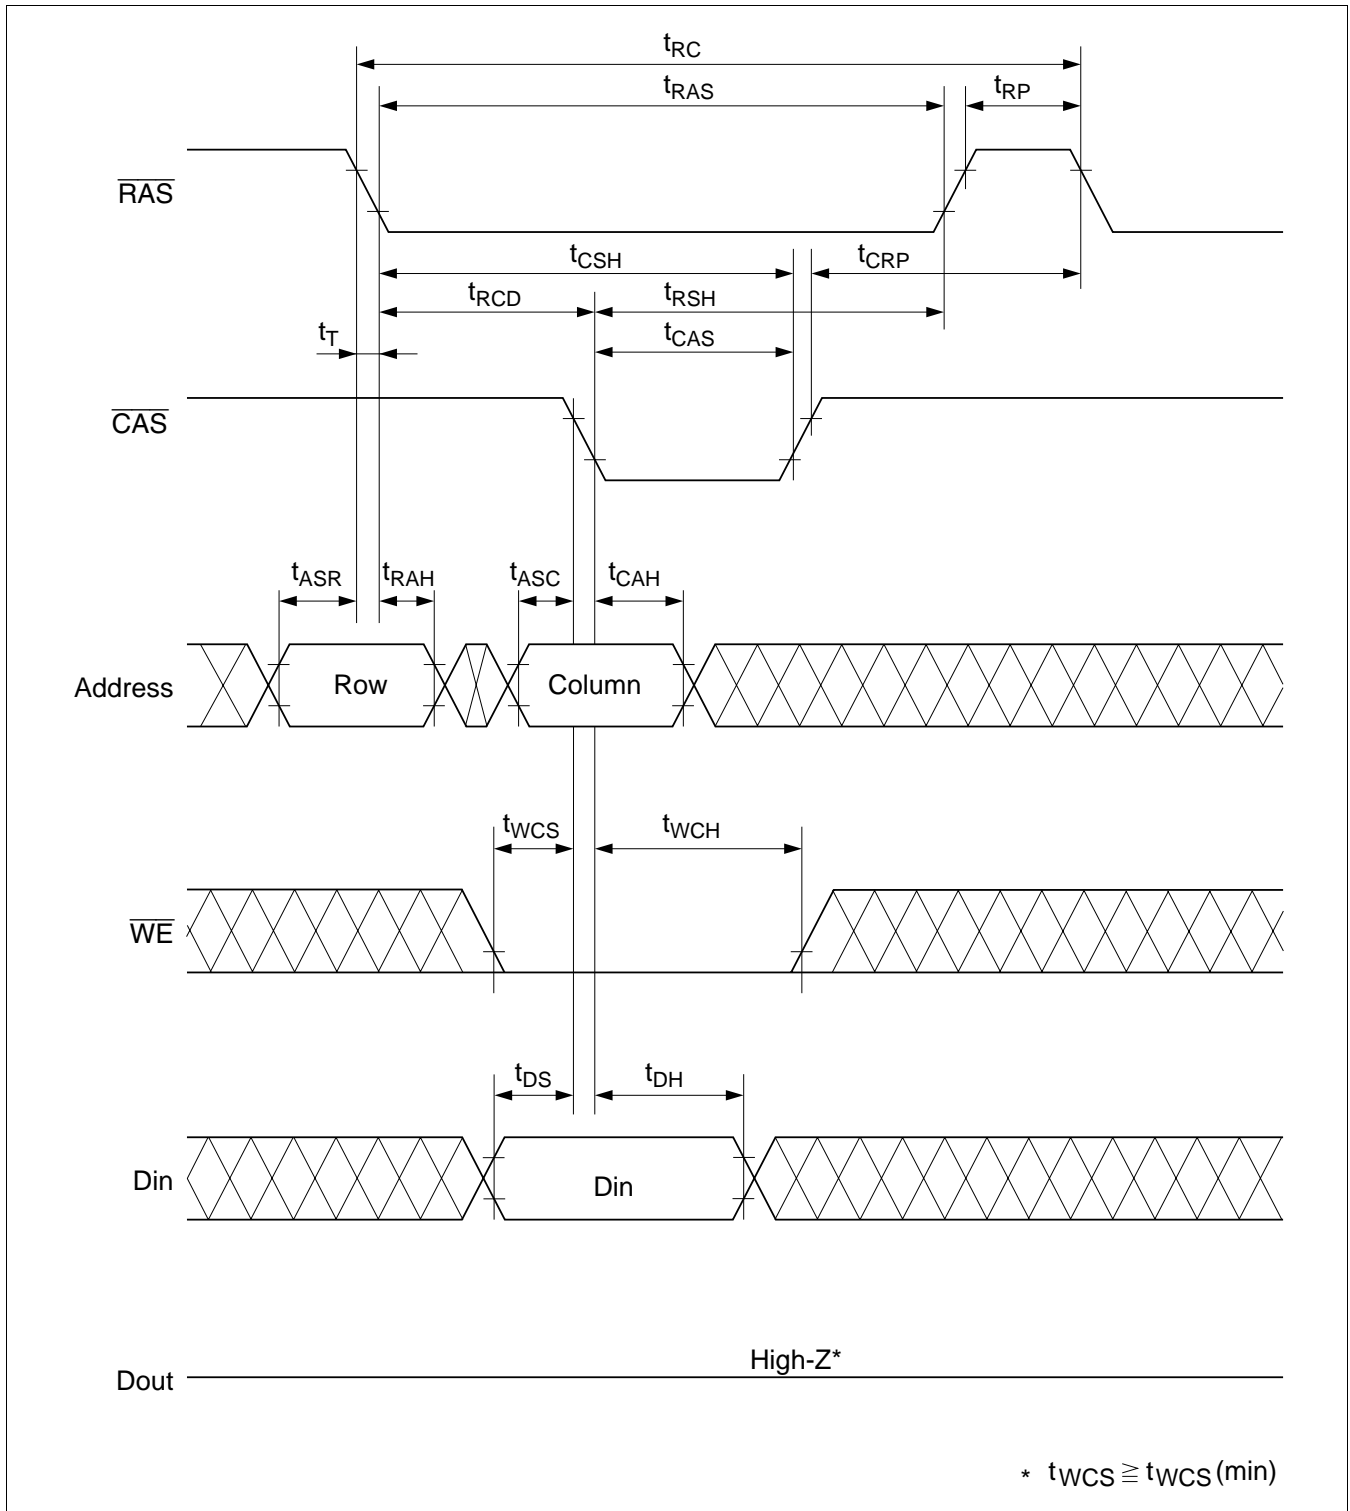 tRC
tRAS
tRP
RAS
tCSH
tCRP
tRCD
tRSH
tT
tCAS
CAS
tASR
tRAH
tASC
tCAH
Address
Row
Column
tWCS
tWCH
WE
tDS
tDH
Din
Din
High-Z*
Dout
* tWCS ≧ tWCS(min)